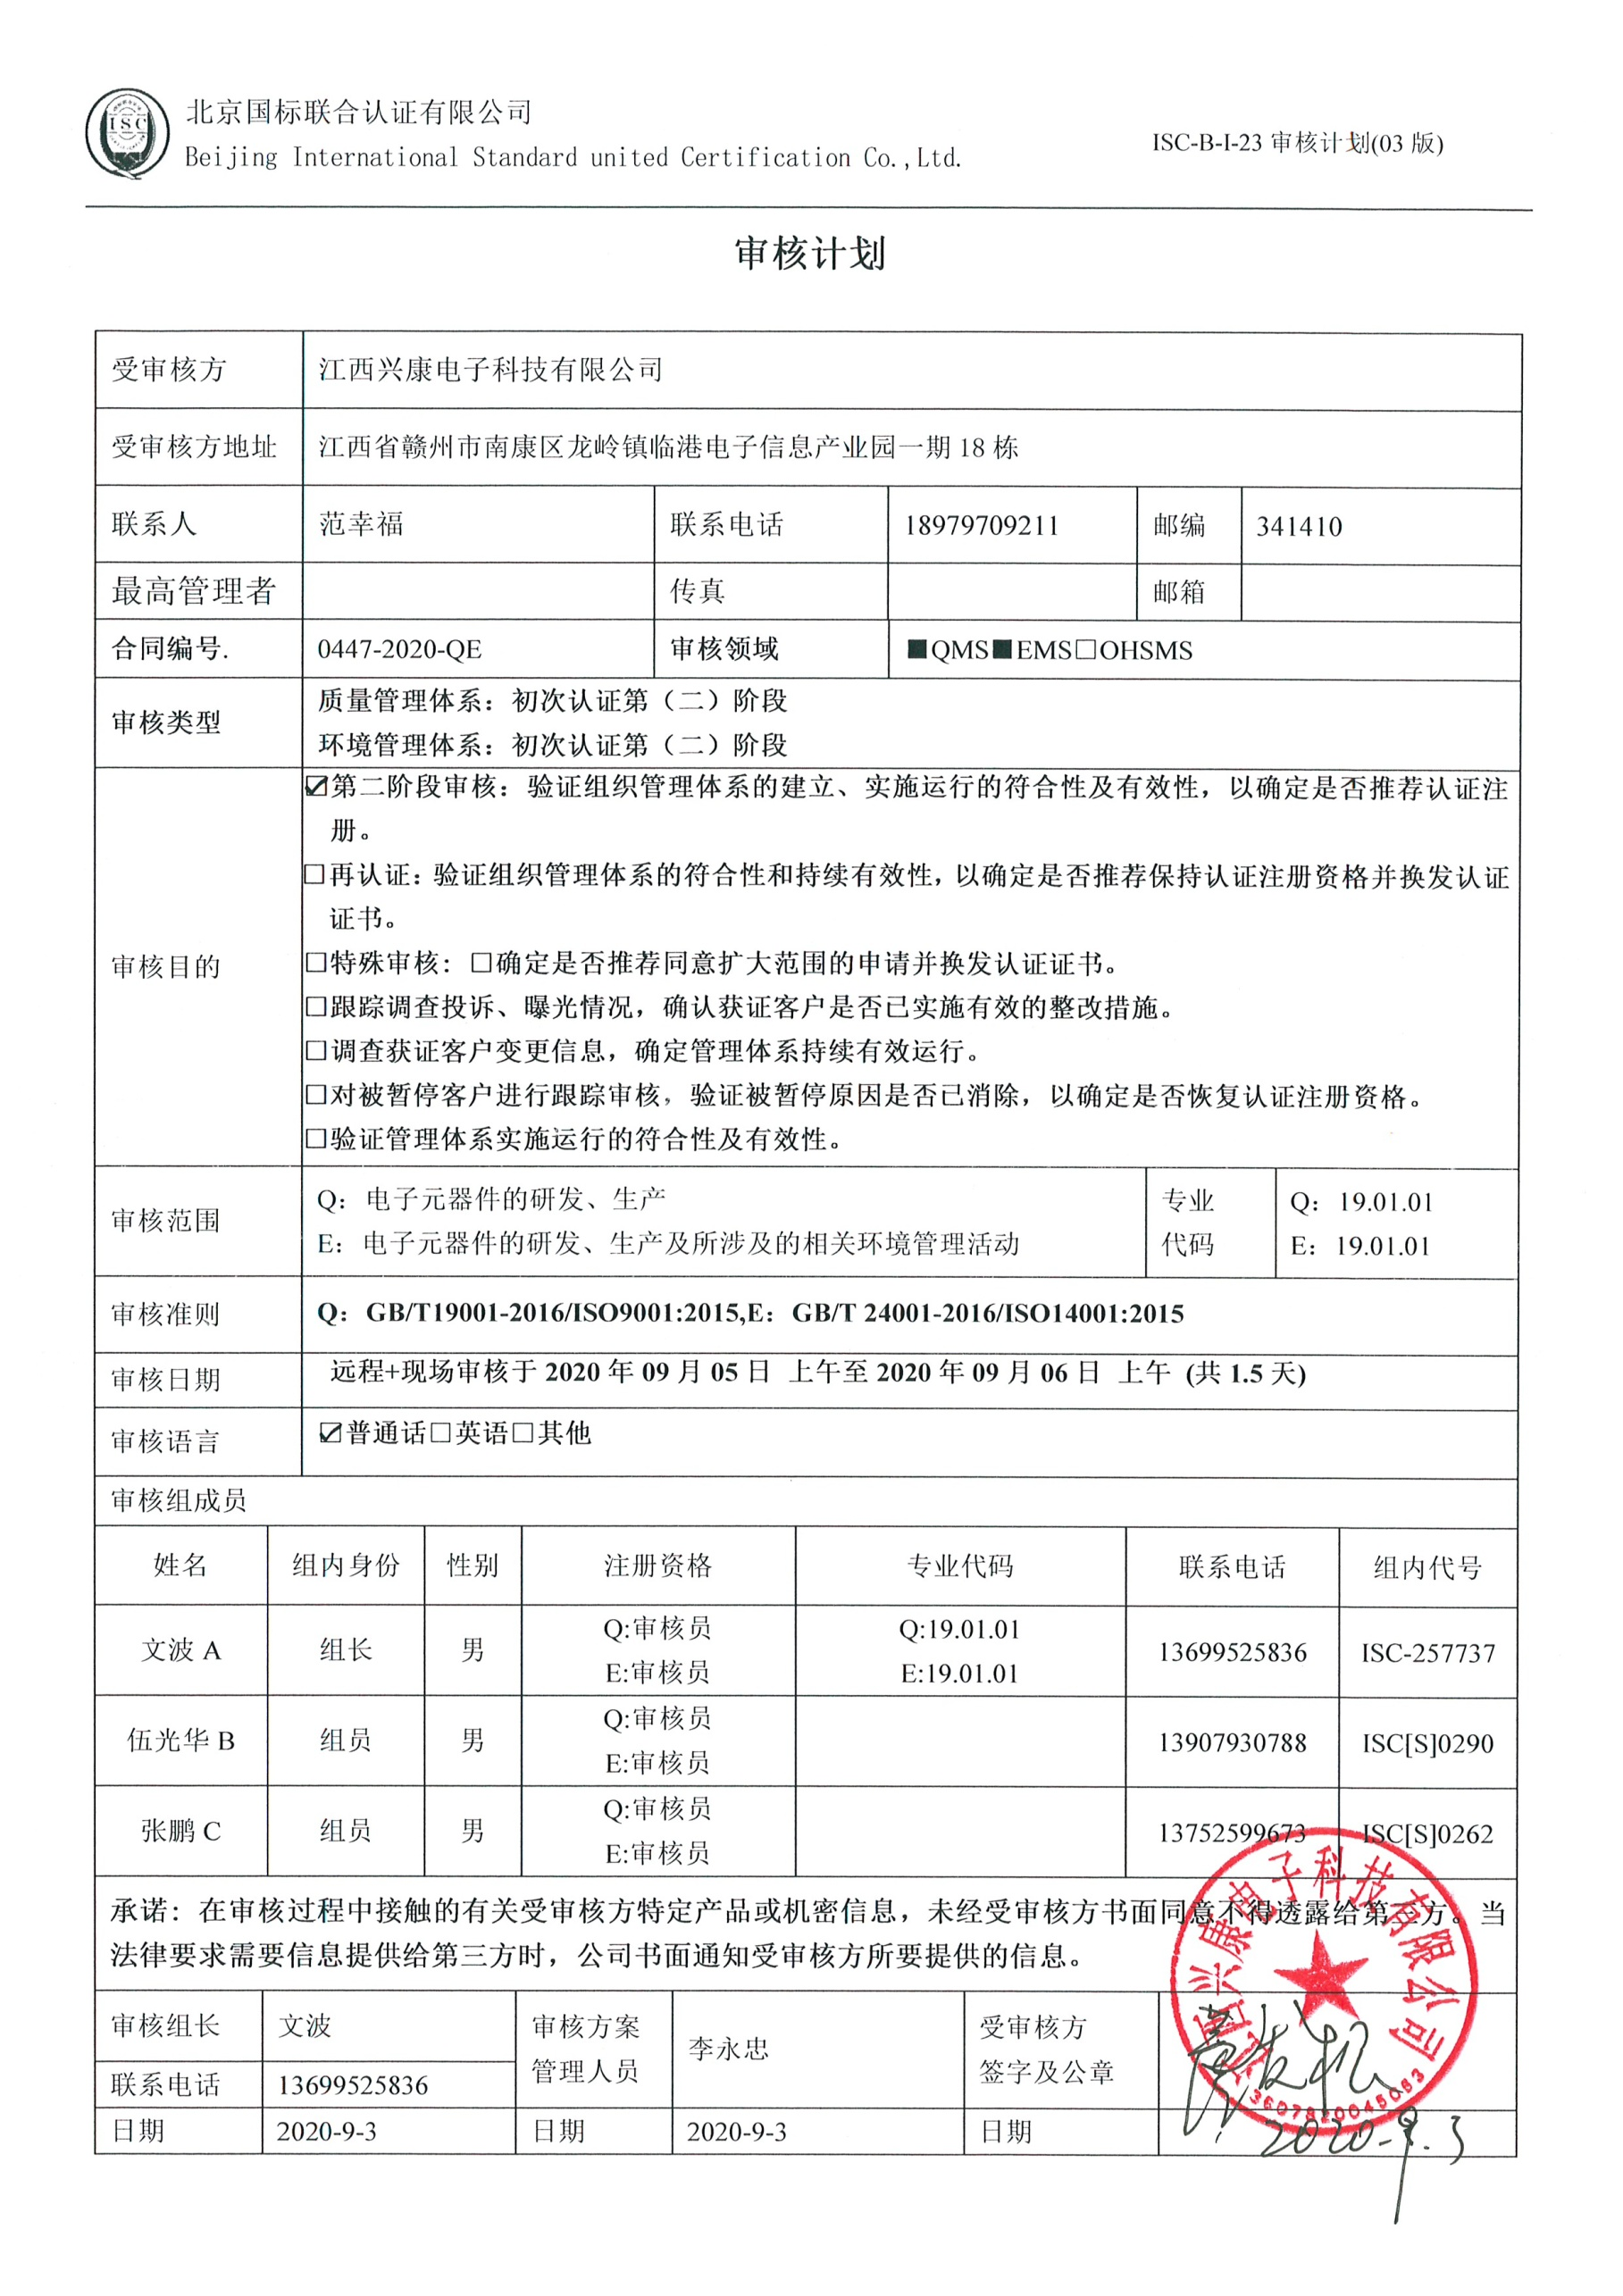 ISC
北京国标联合认证有限公司
Beijing International Standard united Certification Co.,Ltd.
ISC-B-I-23 审核计划(03 版)
审核计划
受审核方 江西兴康电子科技有限公司
受审核方地址 江西省赣州市南康区龙岭镇临港电子信息产业园一期 18 栋
联系人 范幸福 联系电话 18979709211 邮编 341410
最高管理者 传真 邮箱
合同编号. 0447-2020-QE 审核领域 ■QMS■EMS□OHSMS
审核类型
质量管理体系：初次认证第（二）阶段
环境管理体系：初次认证第（二）阶段
审核目的
☑第二阶段审核：验证组织管理体系的建立、实施运行的符合性及有效性，以确定是否推荐认证注
册。
□再认证：验证组织管理体系的符合性和持续有效性，以确定是否推荐保持认证注册资格并换发认证
证书。
□特殊审核：□确定是否推荐同意扩大范围的申请并换发认证证书。
□跟踪调查投诉、曝光情况，确认获证客户是否已实施有效的整改措施。
□调查获证客户变更信息，确定管理体系持续有效运行。
□对被暂停客户进行跟踪审核，验证被暂停原因是否已消除，以确定是否恢复认证注册资格。
□验证管理体系实施运行的符合性及有效性。
审核范围
Q：电子元器件的研发、生产
E：电子元器件的研发、生产及所涉及的相关环境管理活动
专业
代码
Q：19.01.01
E：19.01.01
审核准则 Q：GB/T19001-2016/ISO9001:2015,E：GB/T 24001-2016/ISO14001:2015
审核日期 远程+现场审核于 2020 年 09 月 05 日 上午至 2020 年 09 月 06 日 上午 (共 1.5 天)
审核语言 ☑普通话□英语□其他
审核组成员
姓名 组内身份 性别 注册资格 专业代码 联系电话 组内代号
文波 A 组长 男 Q:审核员 E:审核员 Q:19.01.01 E:19.01.01 13699525836 ISC-257737
伍光华 B 组员 男 Q:审核员 E:审核员 13907930788 ISC[S]0290
张鹏 C 组员 男 Q:审核员 E:审核员 13752599673 ISC[S]0262
承诺：在审核过程中接触的有关受审核方特定产品或机密信息，未经受审核方书面同意不得透露给第三方。当
法律要求需要信息提供给第三方时，公司书面通知受审核方所要提供的信息。
审核组长 文波
审核方案
管理人员
李永忠
受审核方
签字及公章
联系电话 13699525836
日期 2020-9-3 日期 2020-9-3 日期 2020-9.3
江西兴康电子科技有限公司
3607820045063